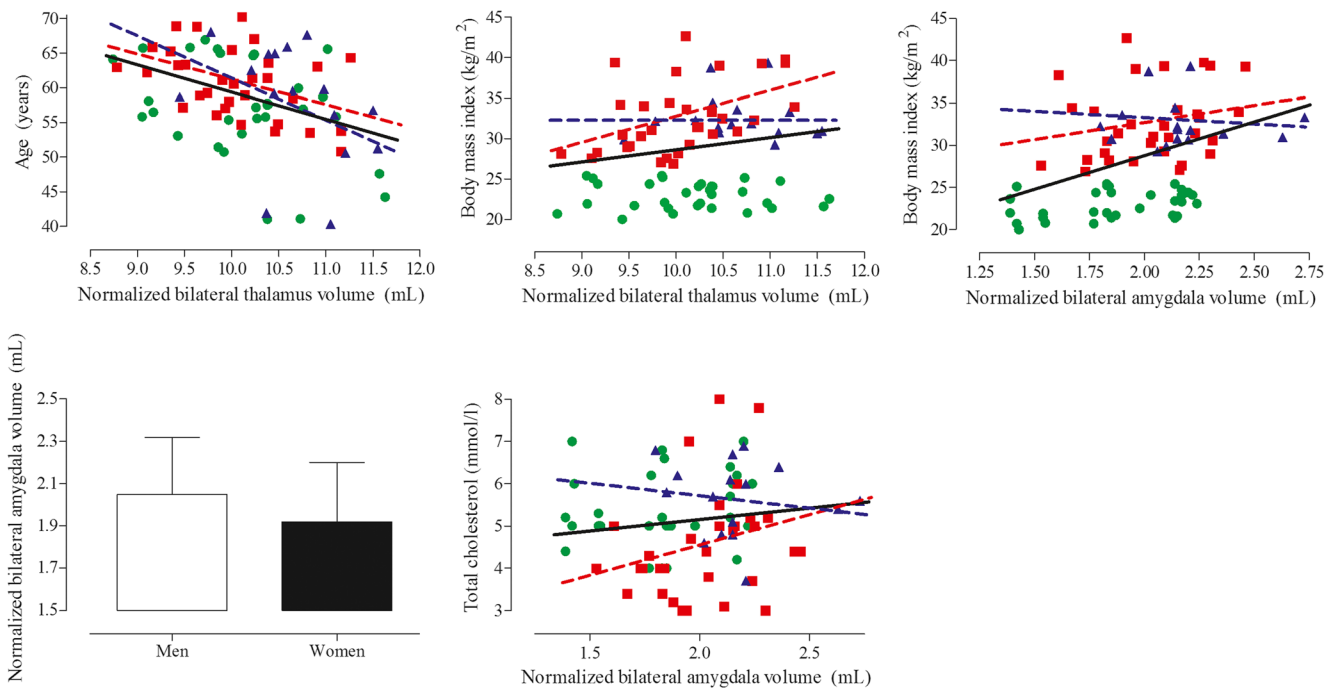 70
65
60
55
50
45
40
Age (years)
8.5 9.0 9.5 10.0 10.5 11.0 11.5 12.0
Normalized bilateral thalamus volume (mL)
45
40
35
30
25
20
Body mass index (kg/m²)
8.5 9.0 9.5 10.0 10.5 11.0 11.5 12.0
Normalized bilateral thalamus volume (mL)
45
40
35
30
25
20
Body mass index (kg/m²)
1.25 1.50 1.75 2.00 2.25 2.50 2.75
Normalized bilateral amygdala volume (mL)
2.5
2.3
2.1
1.9
1.7
1.5
Normalized bilateral amygdala volume (mL)
Men Women
8
7
6
5
4
3
Total cholesterol (mmol/l)
1.5 2.0 2.5
Normalized bilateral amygdala volume (mL)